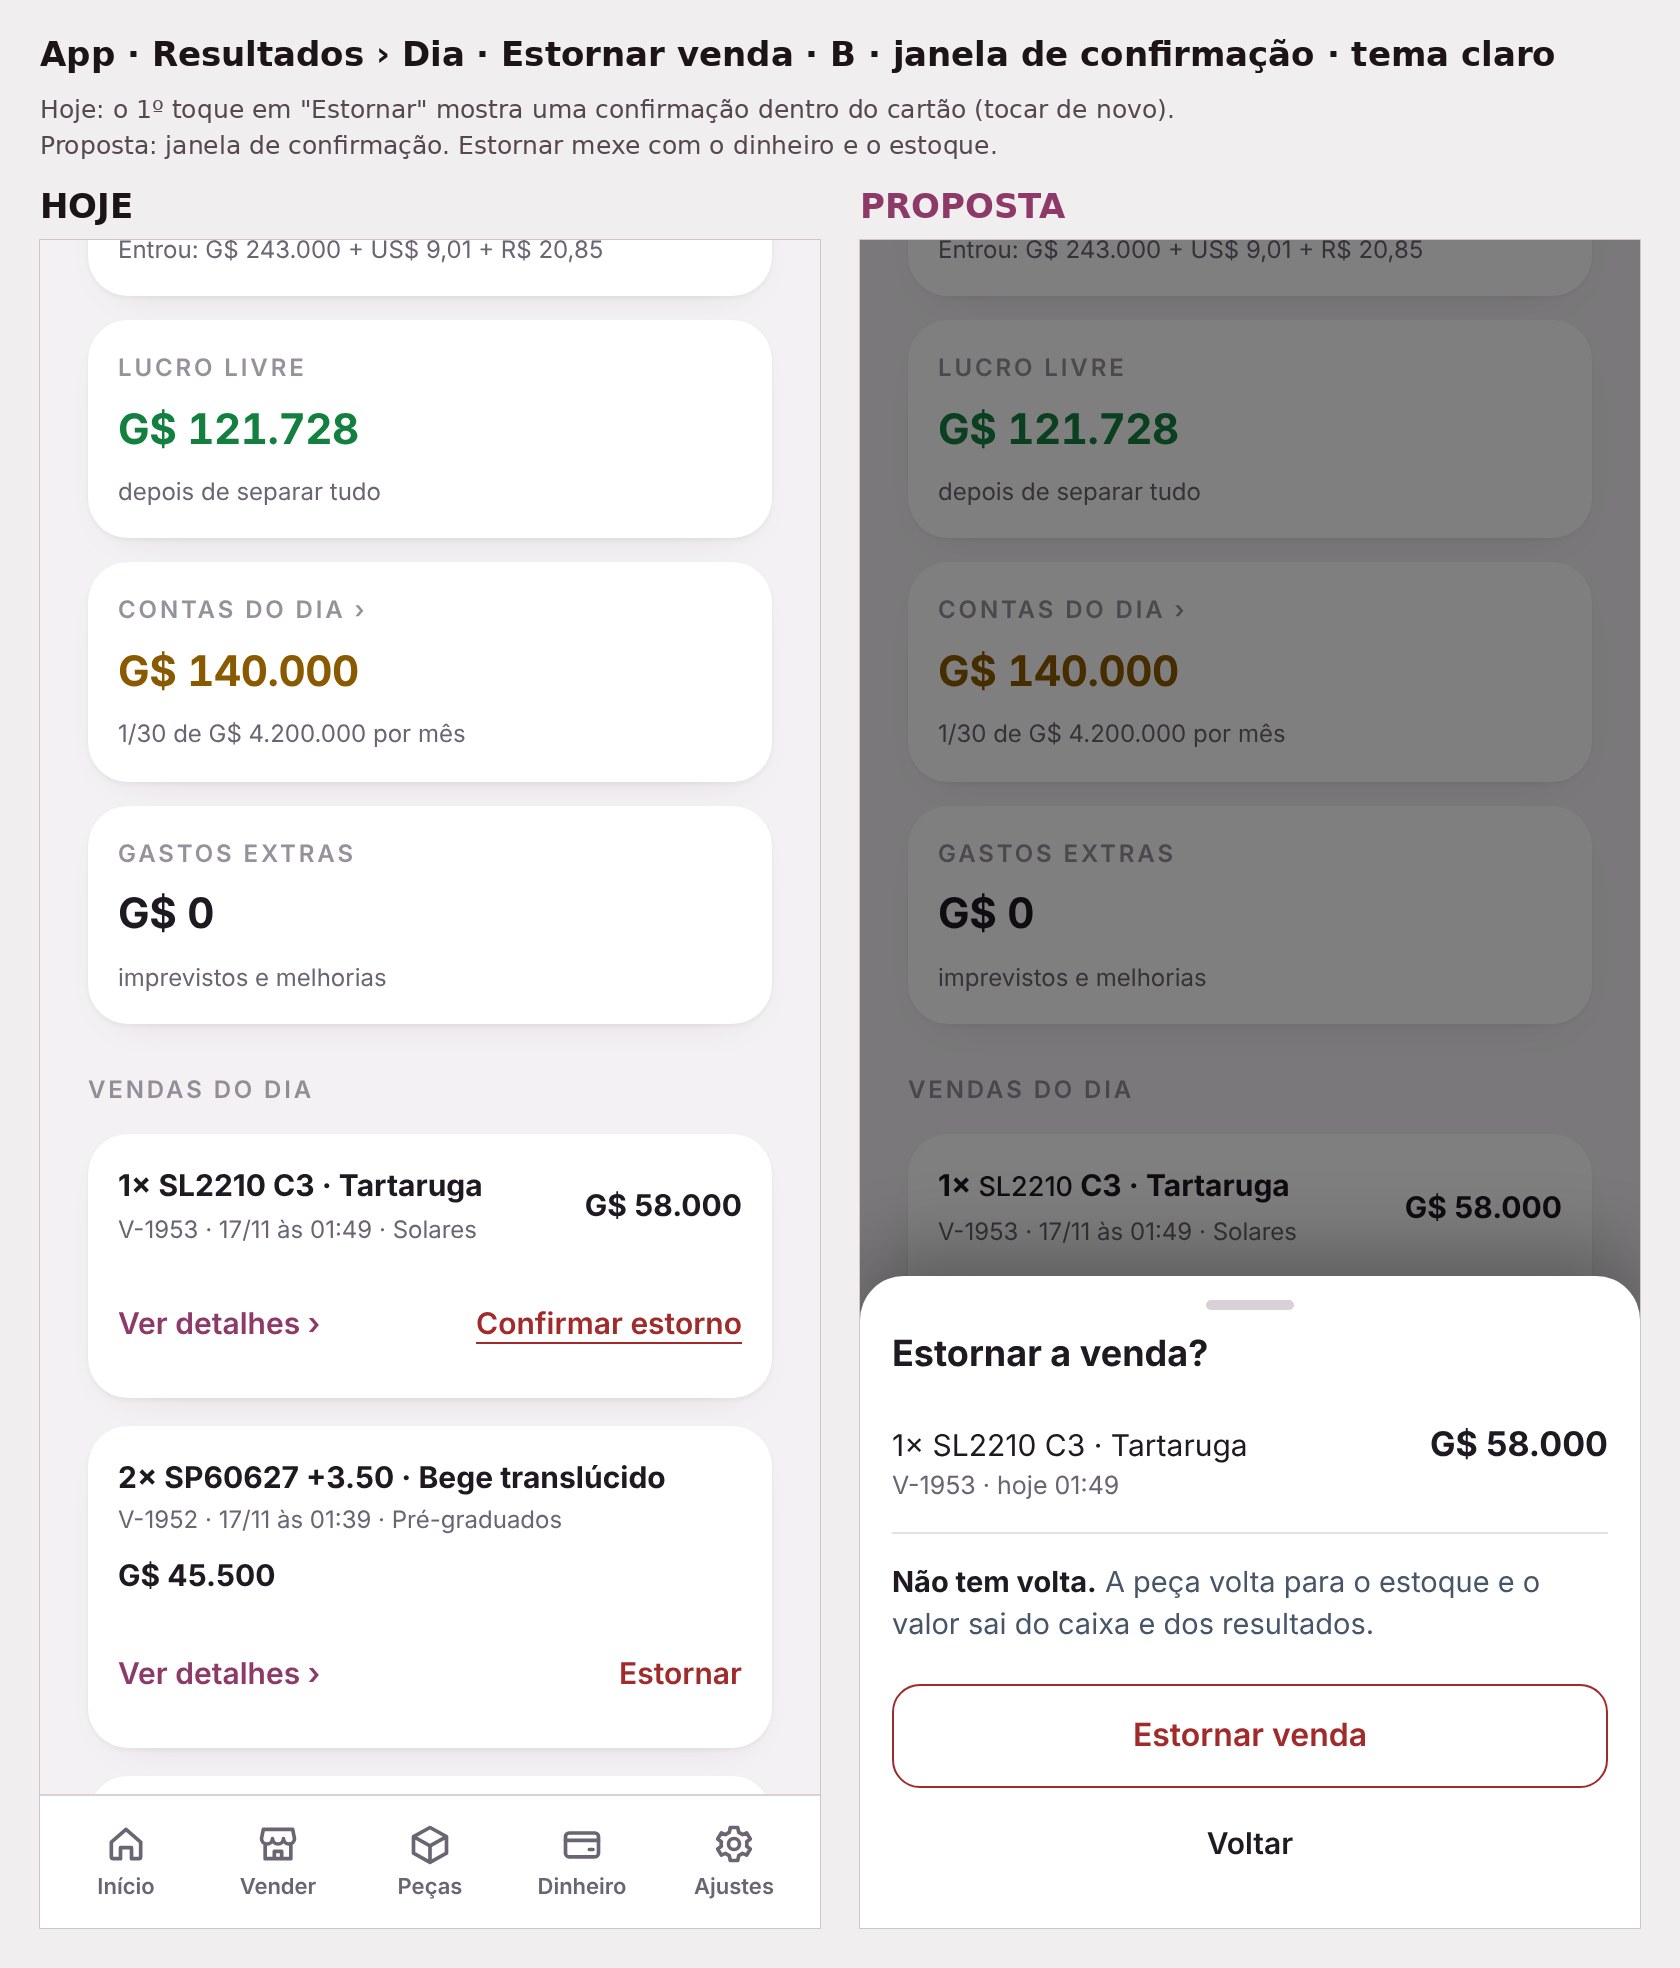 App · Resultados › Dia · Estornar venda · B · janela de confirmação · tema claro
Hoje: o 1º toque em "Estornar" mostra uma confirmação dentro do cartão (tocar de novo).
Proposta: janela de confirmação. Estornar mexe com o dinheiro e o estoque.
HOJE
Entrou: G$ 243.000 + US$ 9,01 + R$ 20,85
LUCRO LIVRE
G$ 121.728
depois de separar tudo
CONTAS DO DIA ›
G$ 140.000
1/30 de G$ 4.200.000 por mês
GASTOS EXTRAS
G$ 0
imprevistos e melhorias
VENDAS DO DIA
1× SL2210 C3 · Tartaruga
G$ 58.000
V-1953 · 17/11 às 01:49 · Solares
Ver detalhes ›
Confirmar estorno
2× SP60627 +3.50 · Bege translúcido
V-1952 · 17/11 às 01:39 · Pré-graduados
G$ 45.500
Ver detalhes ›
Estornar
Início
Vender
Peças
Dinheiro
Ajustes
PROPOSTA
Entrou: G$ 243.000 + US$ 9,01 + R$ 20,85
LUCRO LIVRE
G$ 121.728
depois de separar tudo
CONTAS DO DIA ›
G$ 140.000
1/30 de G$ 4.200.000 por mês
GASTOS EXTRAS
G$ 0
imprevistos e melhorias
VENDAS DO DIA
1× SL2210 C3 · Tartaruga
G$ 58.000
V-1953 · 17/11 às 01:49 · Solares
Estornar a venda?
1× SL2210 C3 · Tartaruga
G$ 58.000
V-1953 · hoje 01:49
Não tem volta. A peça volta para o estoque e o
valor sai do caixa e dos resultados.
Estornar venda
Voltar